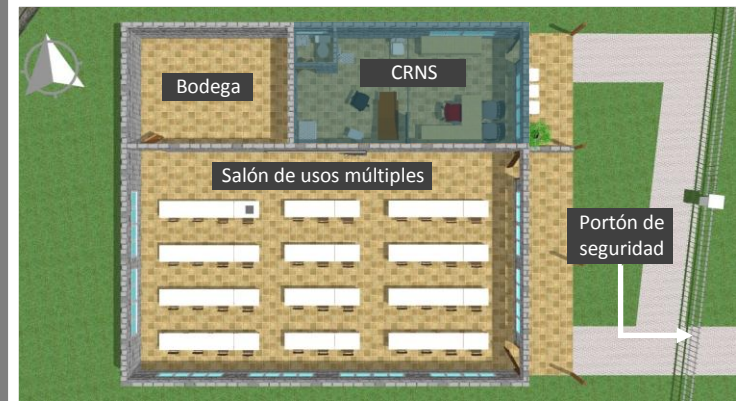 Bodega
CRNS
Salón de usos múltiples
Portón de
seguridad